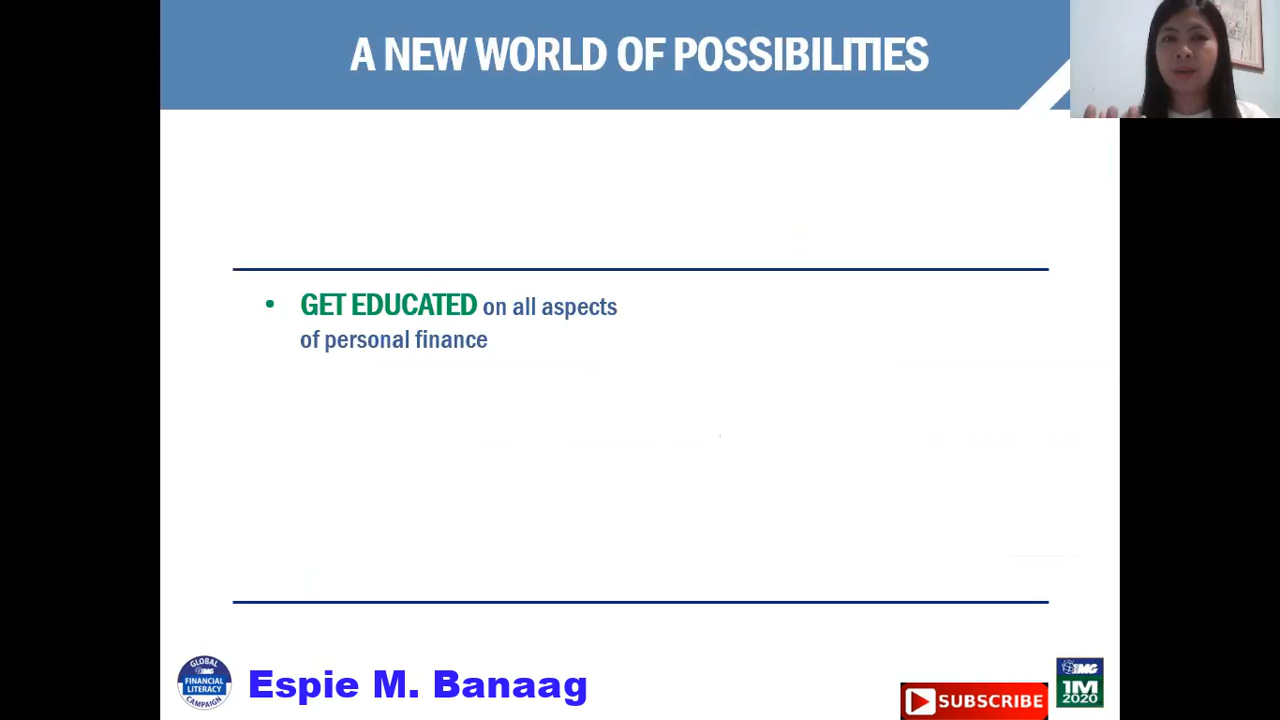 A NEW WORLD OF POSSIBILITIES
• GET EDUCATED on all aspects
of personal finance
GLOBAL
IMG
FINANCIAL
LITERACY
CAMPAIGN
Espie M. Banaag
SUBSCRIBE
IMG
1M
2020